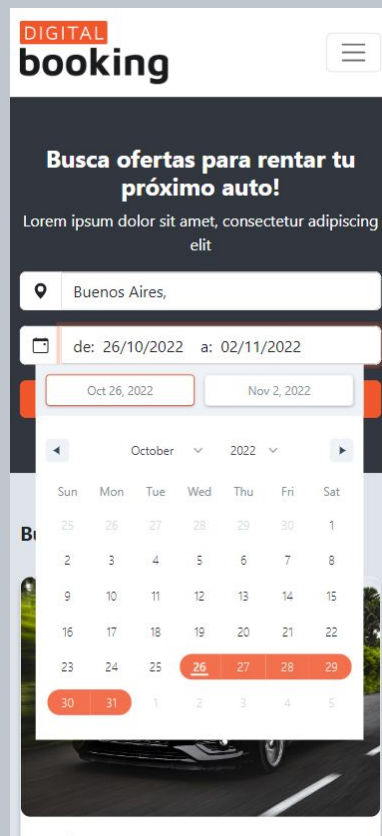 DIGITAL
booking
Busca ofertas para rentar tu
próximo auto!
Lorem ipsum dolor sit amet, consectetur adipiscing
elit
Buenos Aires,
de: 26/10/2022 a: 02/11/2022
Oct 26, 2022 Nov 2, 2022
October 2022
Sun Mon Tue Wed Thu Fri Sat
25 26 27 28 29 30 1
2 3 4 5 6 7 8
9 10 11 12 13 14 15
16 17 18 19 20 21 22
23 24 25 26 27 28 29
30 31 1 2 3 4 5